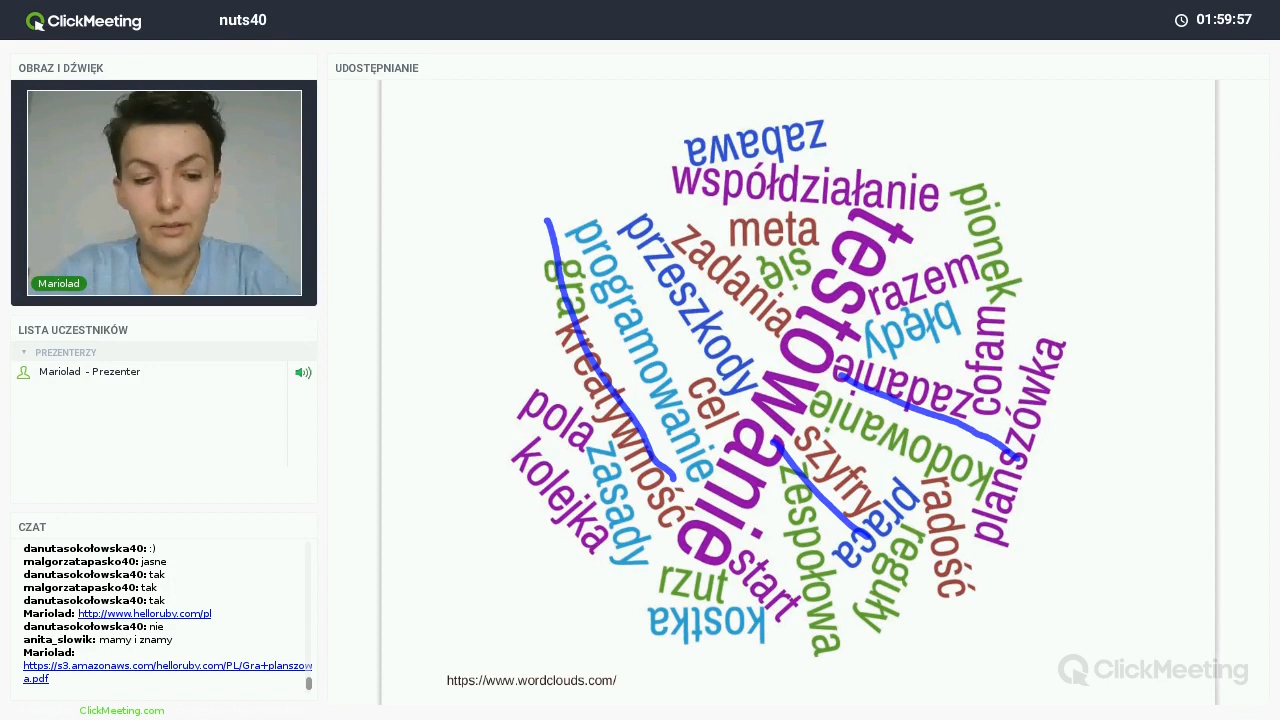 ClickMeeting
nuts40
01:59:57
OBRAZ I DŹWIĘK
Mariolad
LISTA UCZESTNIKÓW
PREZENTERZY
Mariolad - Prezenter
CZAT
danutasokołowska40: :)
malgorzatapasko40: jasne
danutasokołowska40: tak
malgorzatapasko40: tak
danutasokołowska40: tak
Mariolad: http://www.helloruby.com/pl
danutasokołowska40: nie
anita_slowik: mamy i znamy
Mariolad:
https://s3.amazonaws.com/helloruby.com/PL/Gra+planszow
a.pdf
ClickMeeting.com
UDOSTĘPNIANIE
zabawa
współdziałanie
meta
się
zadania
przeszkody
programowanie
gra
kreatywność
testowanie
pionek
razem
błędy
cofam
zadanie
planszówka
kodowanie
cel
szyfry
pola
kolejka
zasady
praca
radość
zespołowa
reguły
start
rzut
kostka
https://www.wordclouds.com/
ClickMeeting